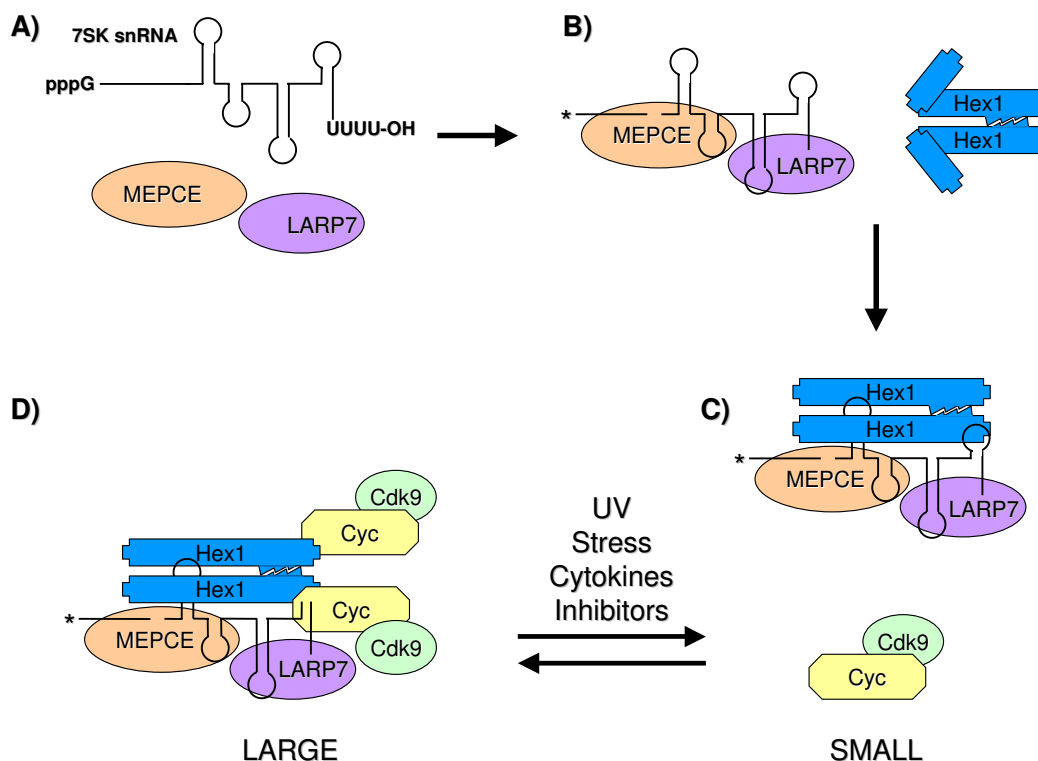 A)
7SK snRNA
pppG
UUUU-OH
MEPCE
LARP7
B)
*
MEPCE
LARP7
Hex1
Hex1
C)
Hex1
Hex1
*
MEPCE
LARP7
D)
Cdk9
Cyc
Hex1
Hex1
Cyc
*
MEPCE
LARP7
Cdk9
UV
Stress
Cytokines
Inhibitors
Cdk9
Cyc
LARGE
SMALL